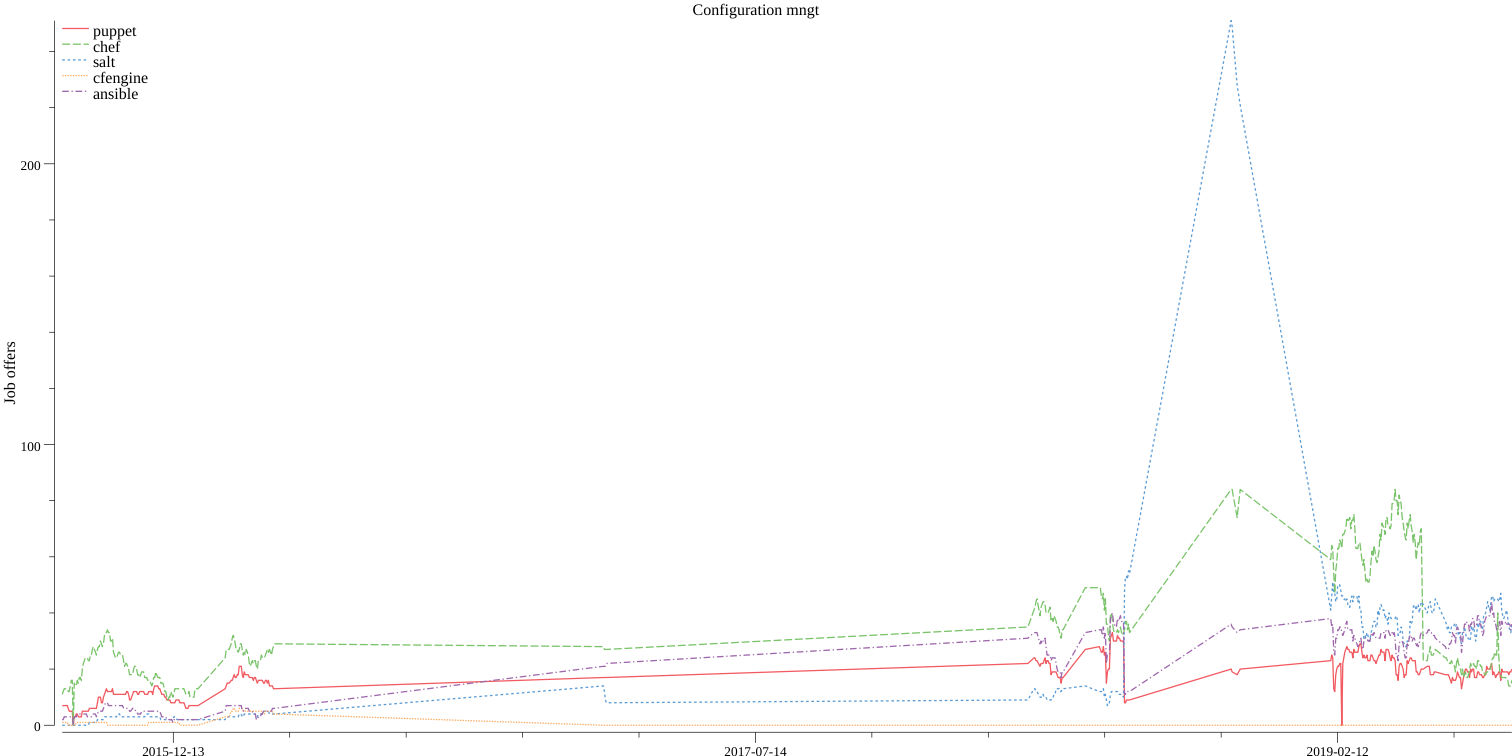 Configuration mngt
puppet
chef
salt
cfengine
ansible
Job offers
200
100
0
2015-12-13
2017-07-14
2019-02-12